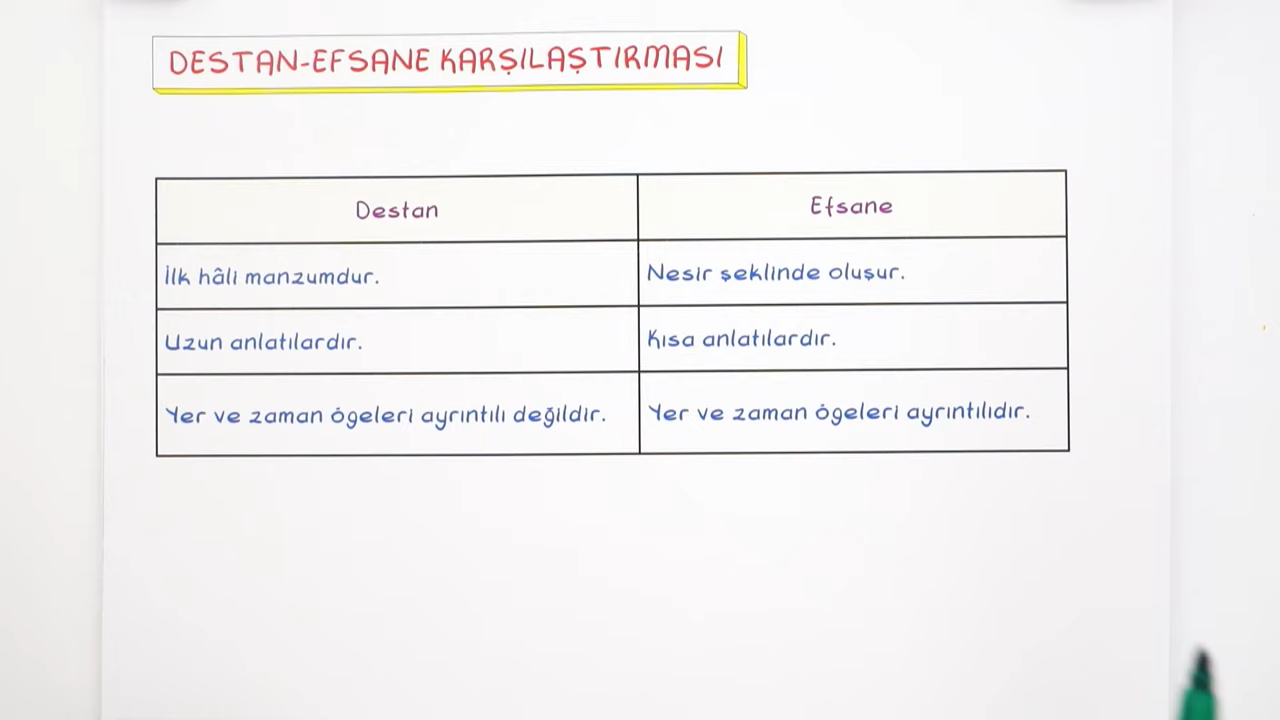 DESTAN-EFSANE KARŞILAŞTIRMASI
Destan
Efsane
İlk hâli manzumdur.
Nesir şeklinde oluşur.
Uzun anlatılardır.
Kısa anlatılardır.
Yer ve zaman ögeleri ayrıntılı değildir.
Yer ve zaman ögeleri ayrıntılıdır.